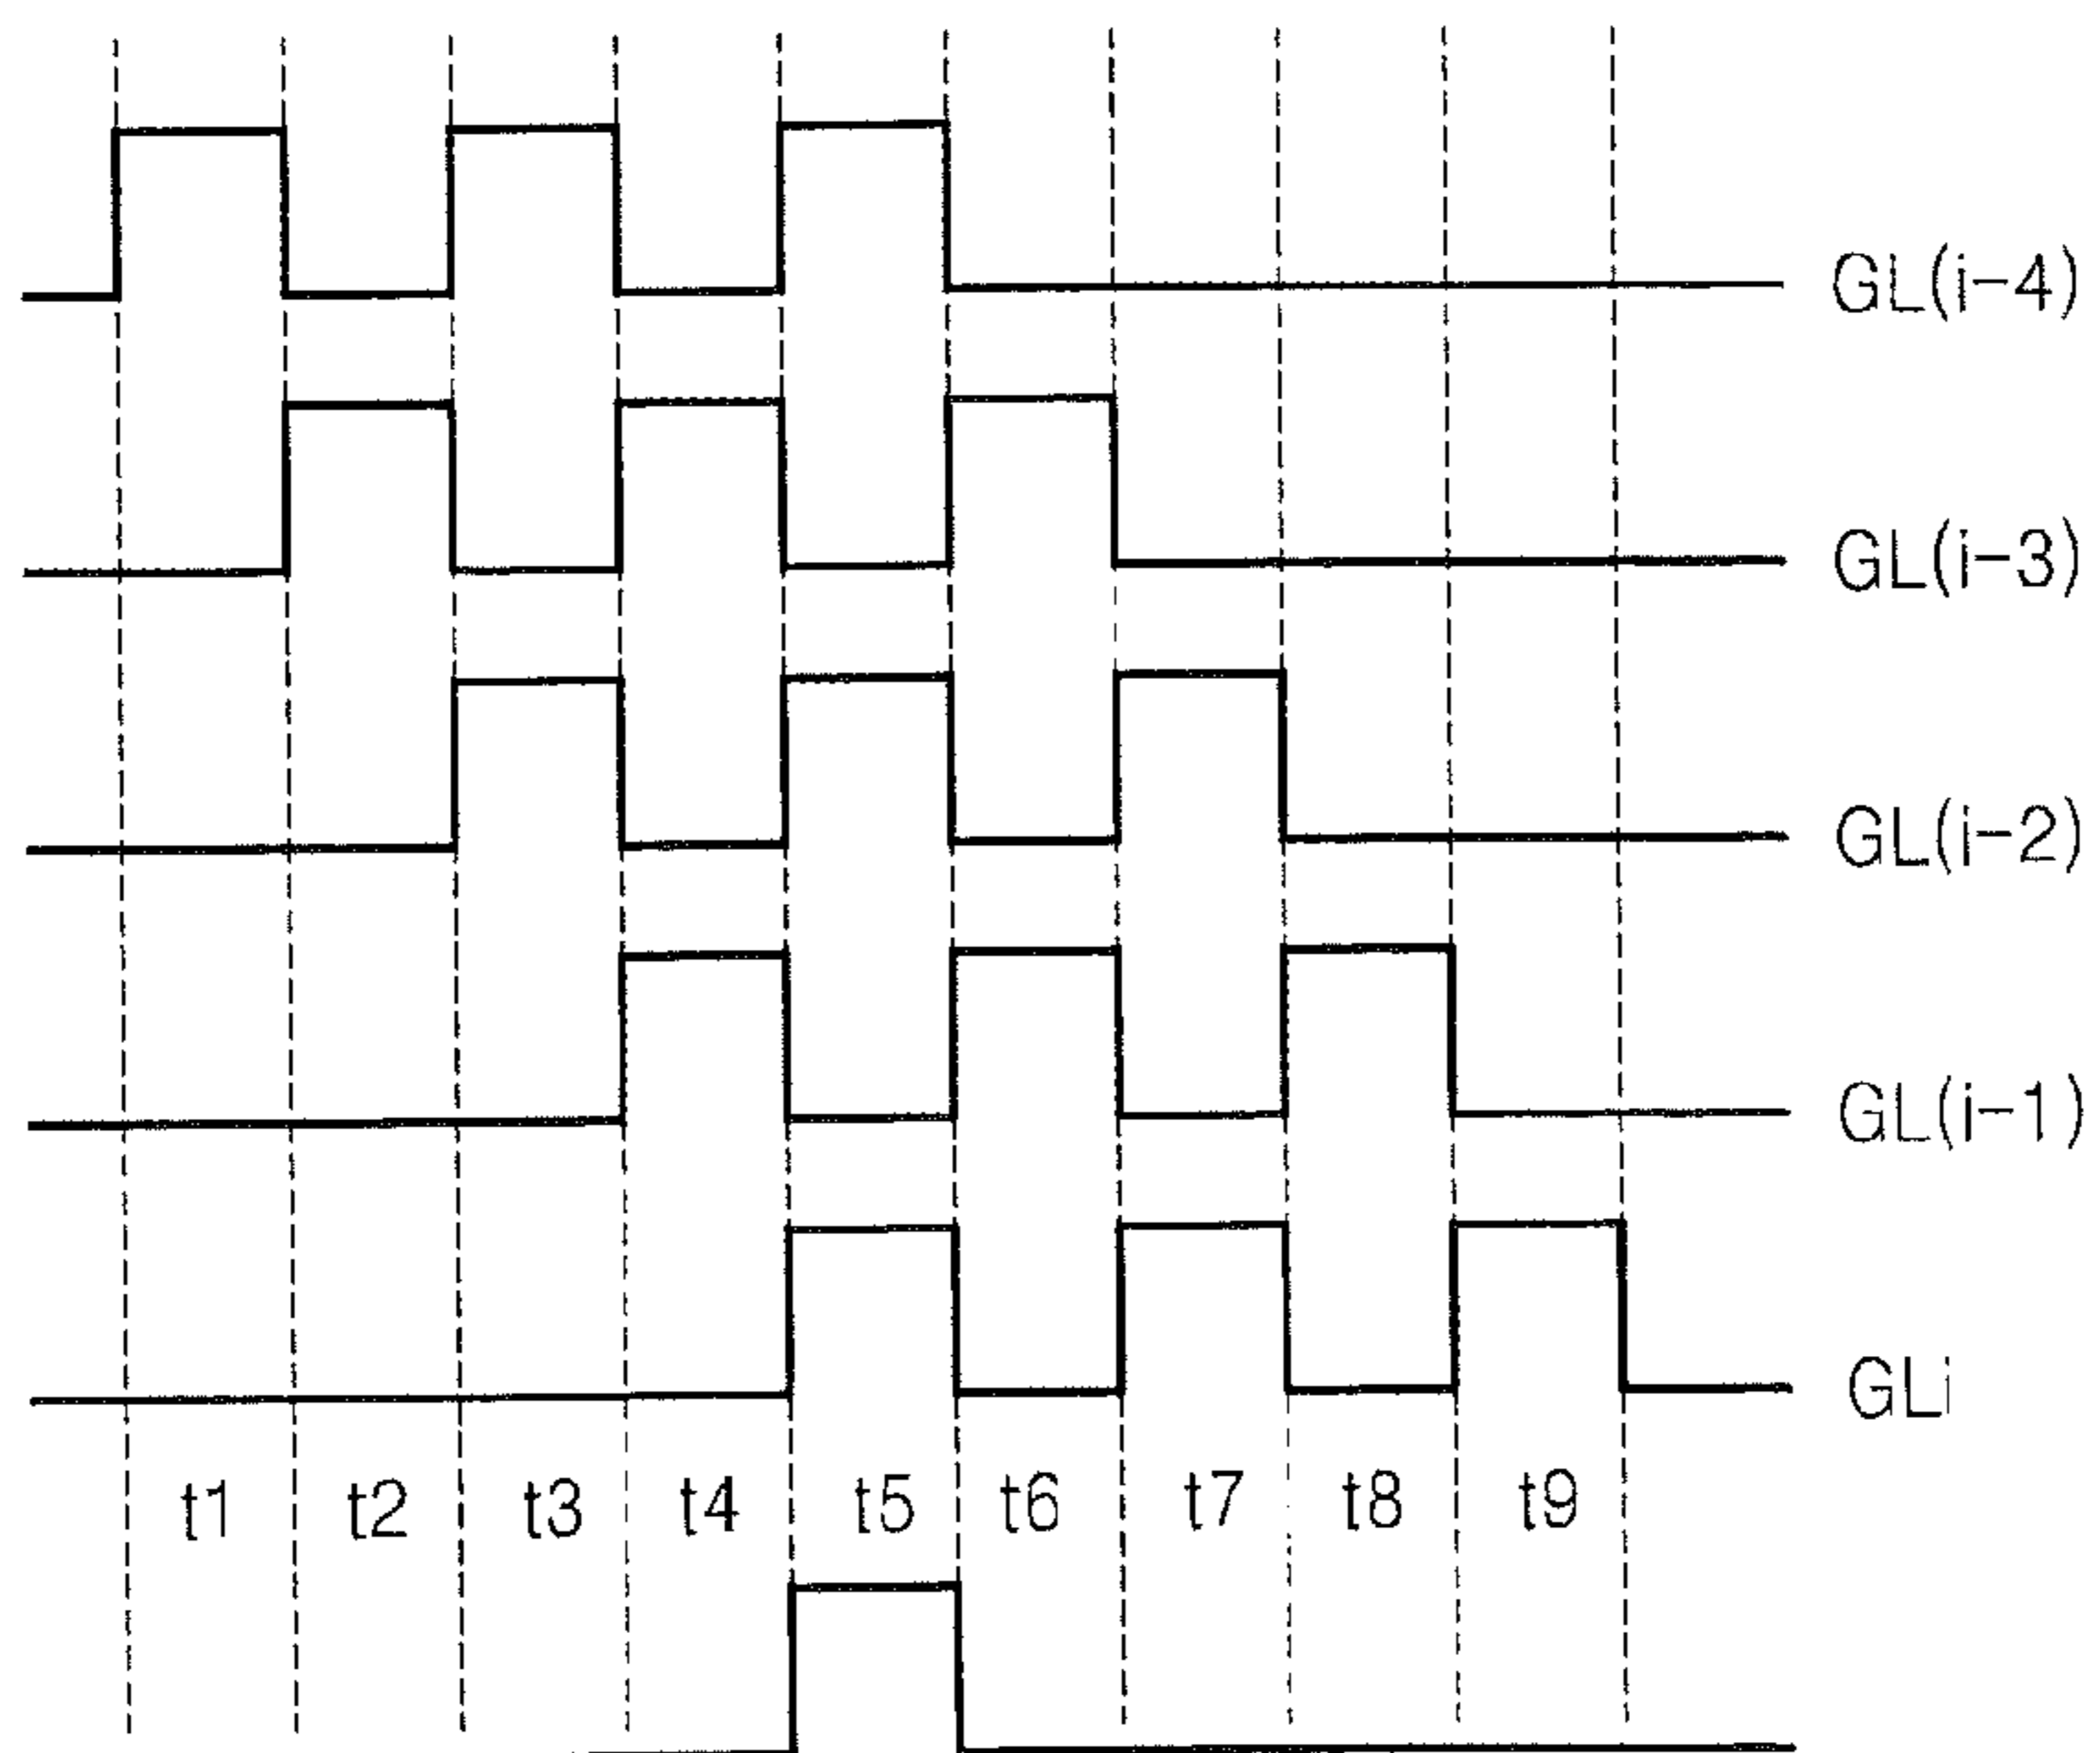 GL(i-4)
GL(i-3)
GL(i-2)
GL(i-1)
GLi
t1 t2 t3 t4 t5 t6 t7 t8 t9